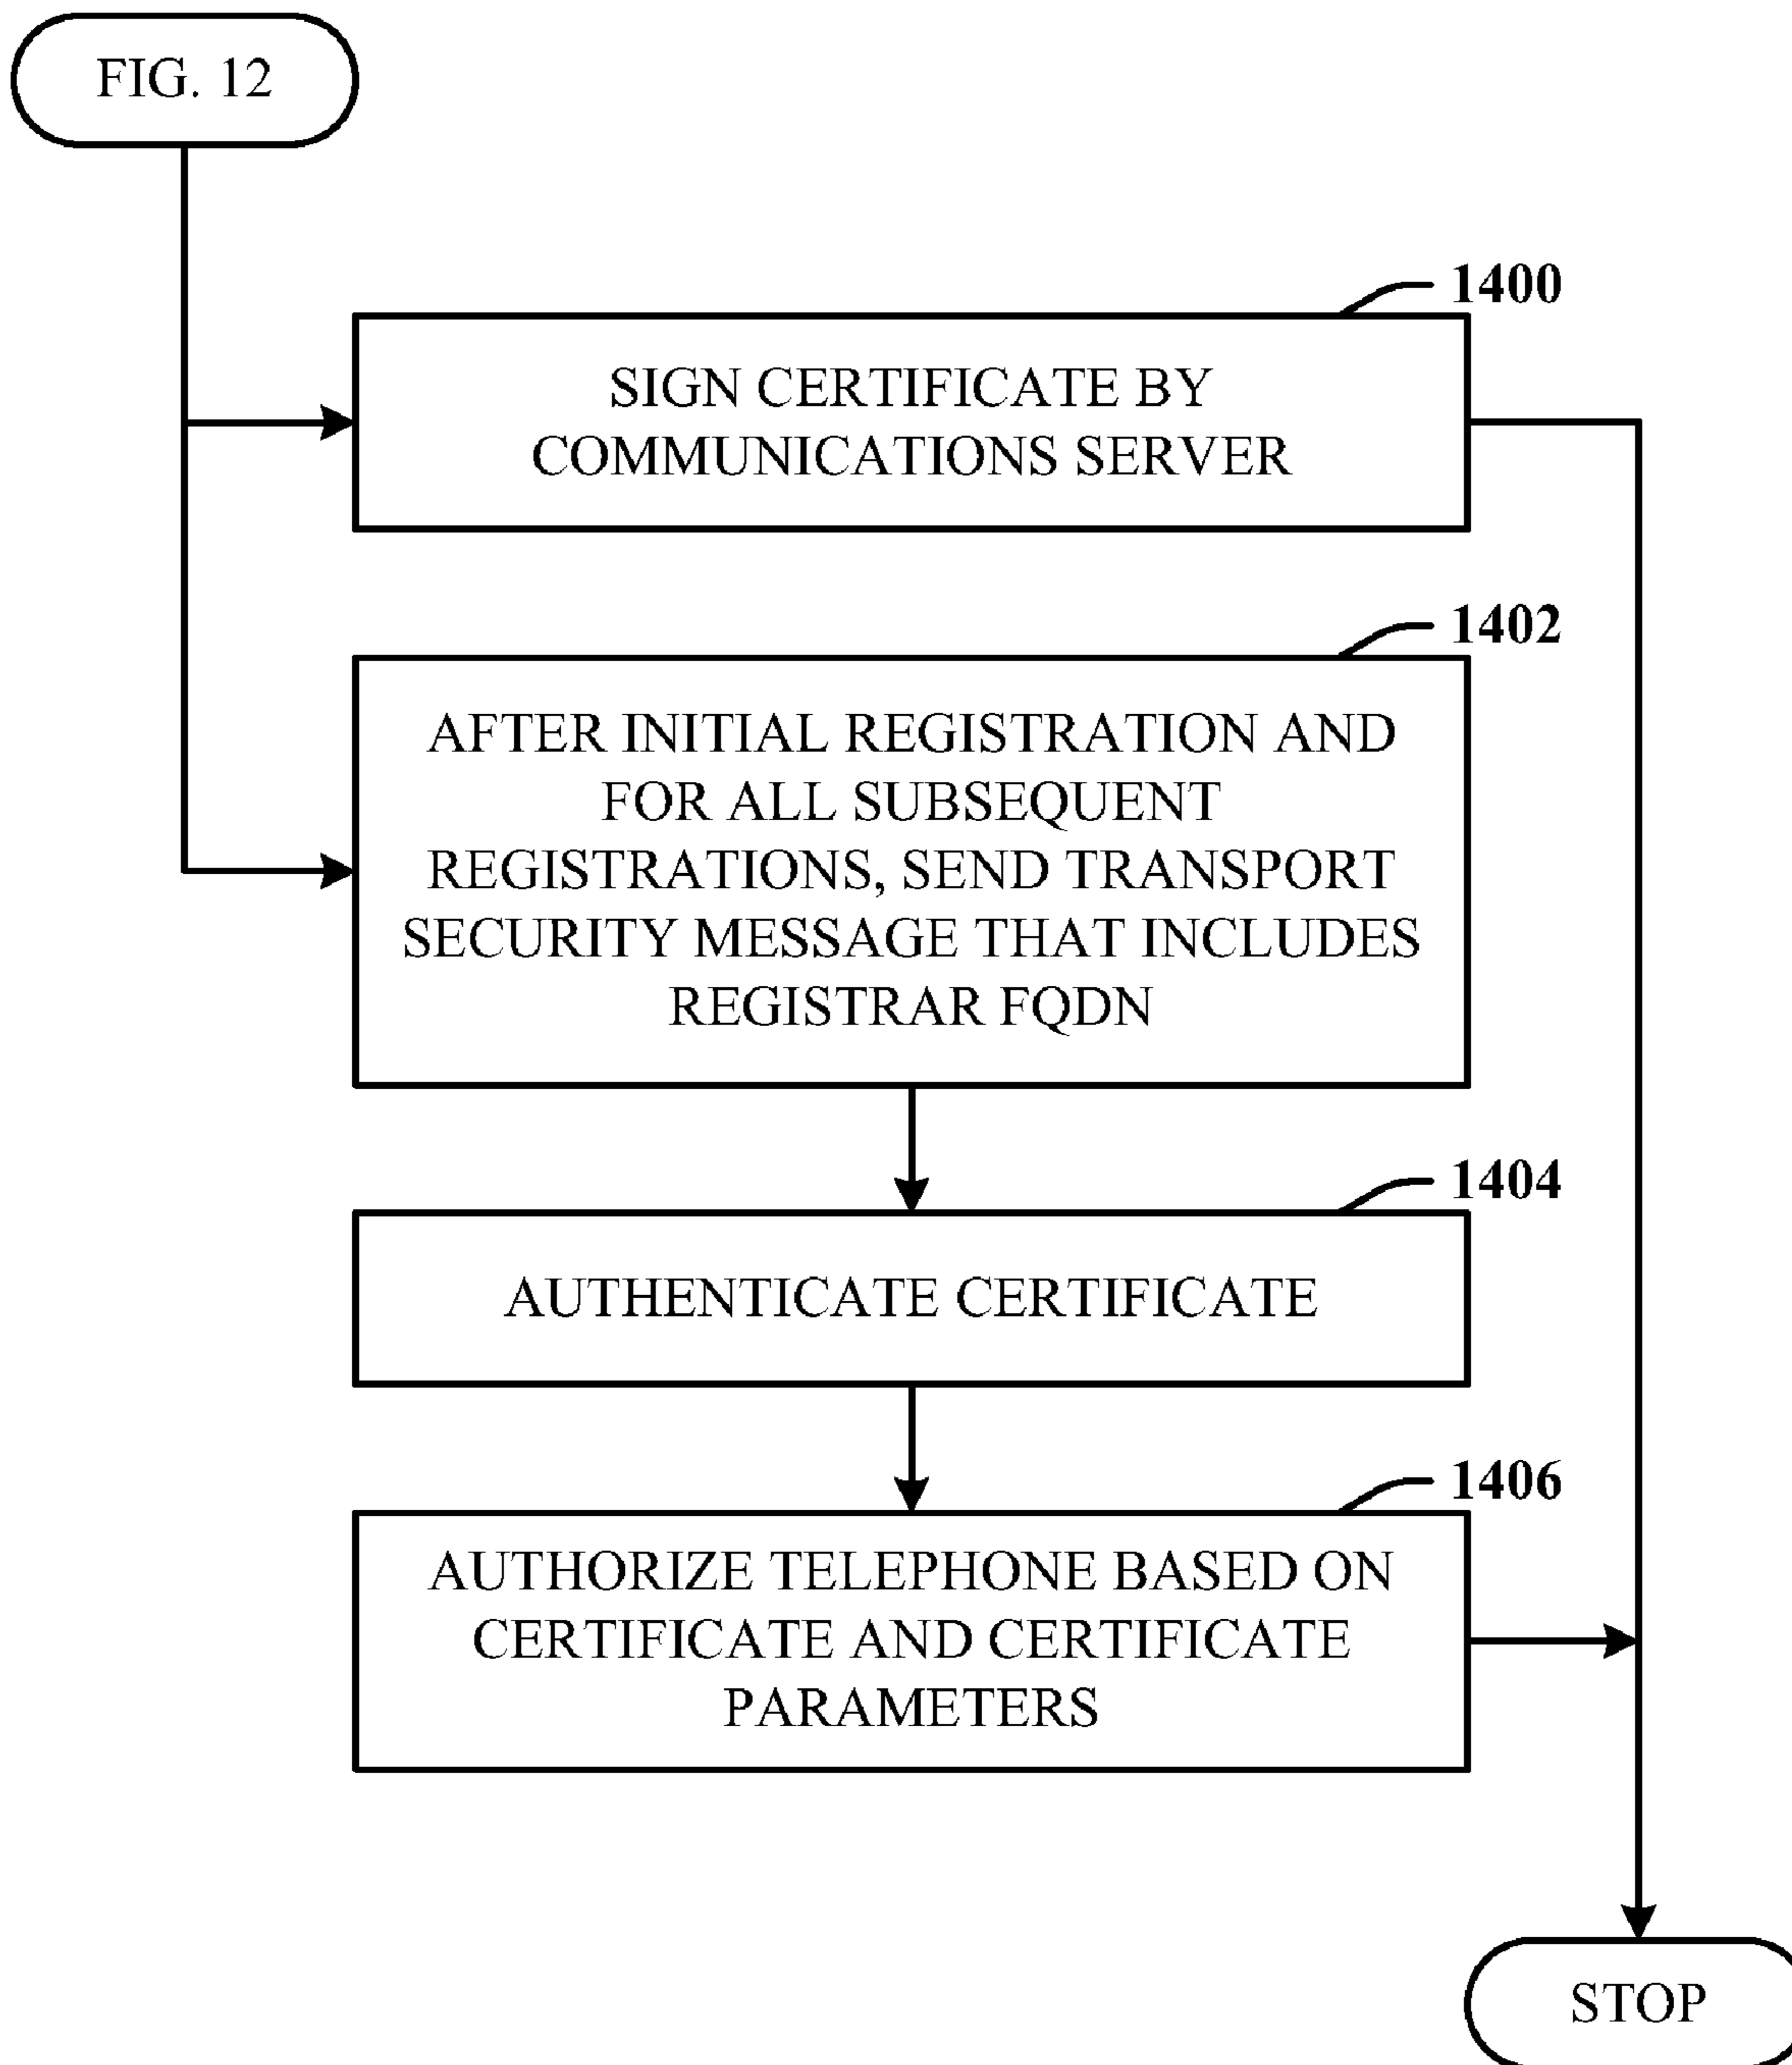 FIG. 12
1400
SIGN CERTIFICATE BY
COMMUNICATIONS SERVER
1402
AFTER INITIAL REGISTRATION AND
FOR ALL SUBSEQUENT
REGISTRATIONS, SEND TRANSPORT
SECURITY MESSAGE THAT INCLUDES
REGISTRAR FQDN
1404
AUTHENTICATE CERTIFICATE
1406
AUTHORIZE TELEPHONE BASED ON
CERTIFICATE AND CERTIFICATE
PARAMETERS
STOP